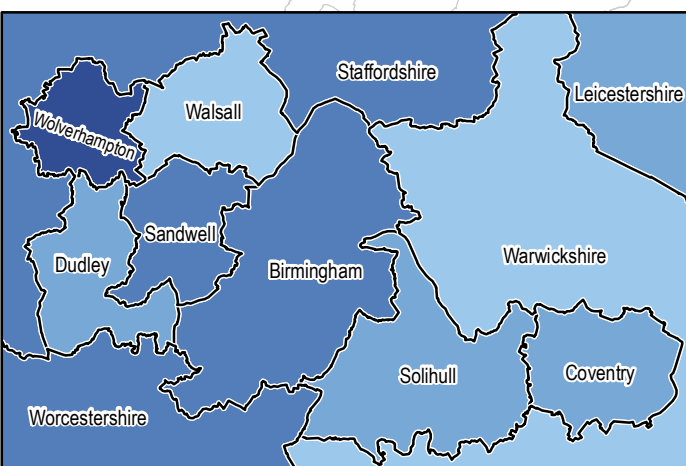 Staffordshire
Leicestershire
Walsall
Wolverhampton
Sandwell
Warwickshire
Dudley
Birmingham
Solihull
Coventry
Worcestershire